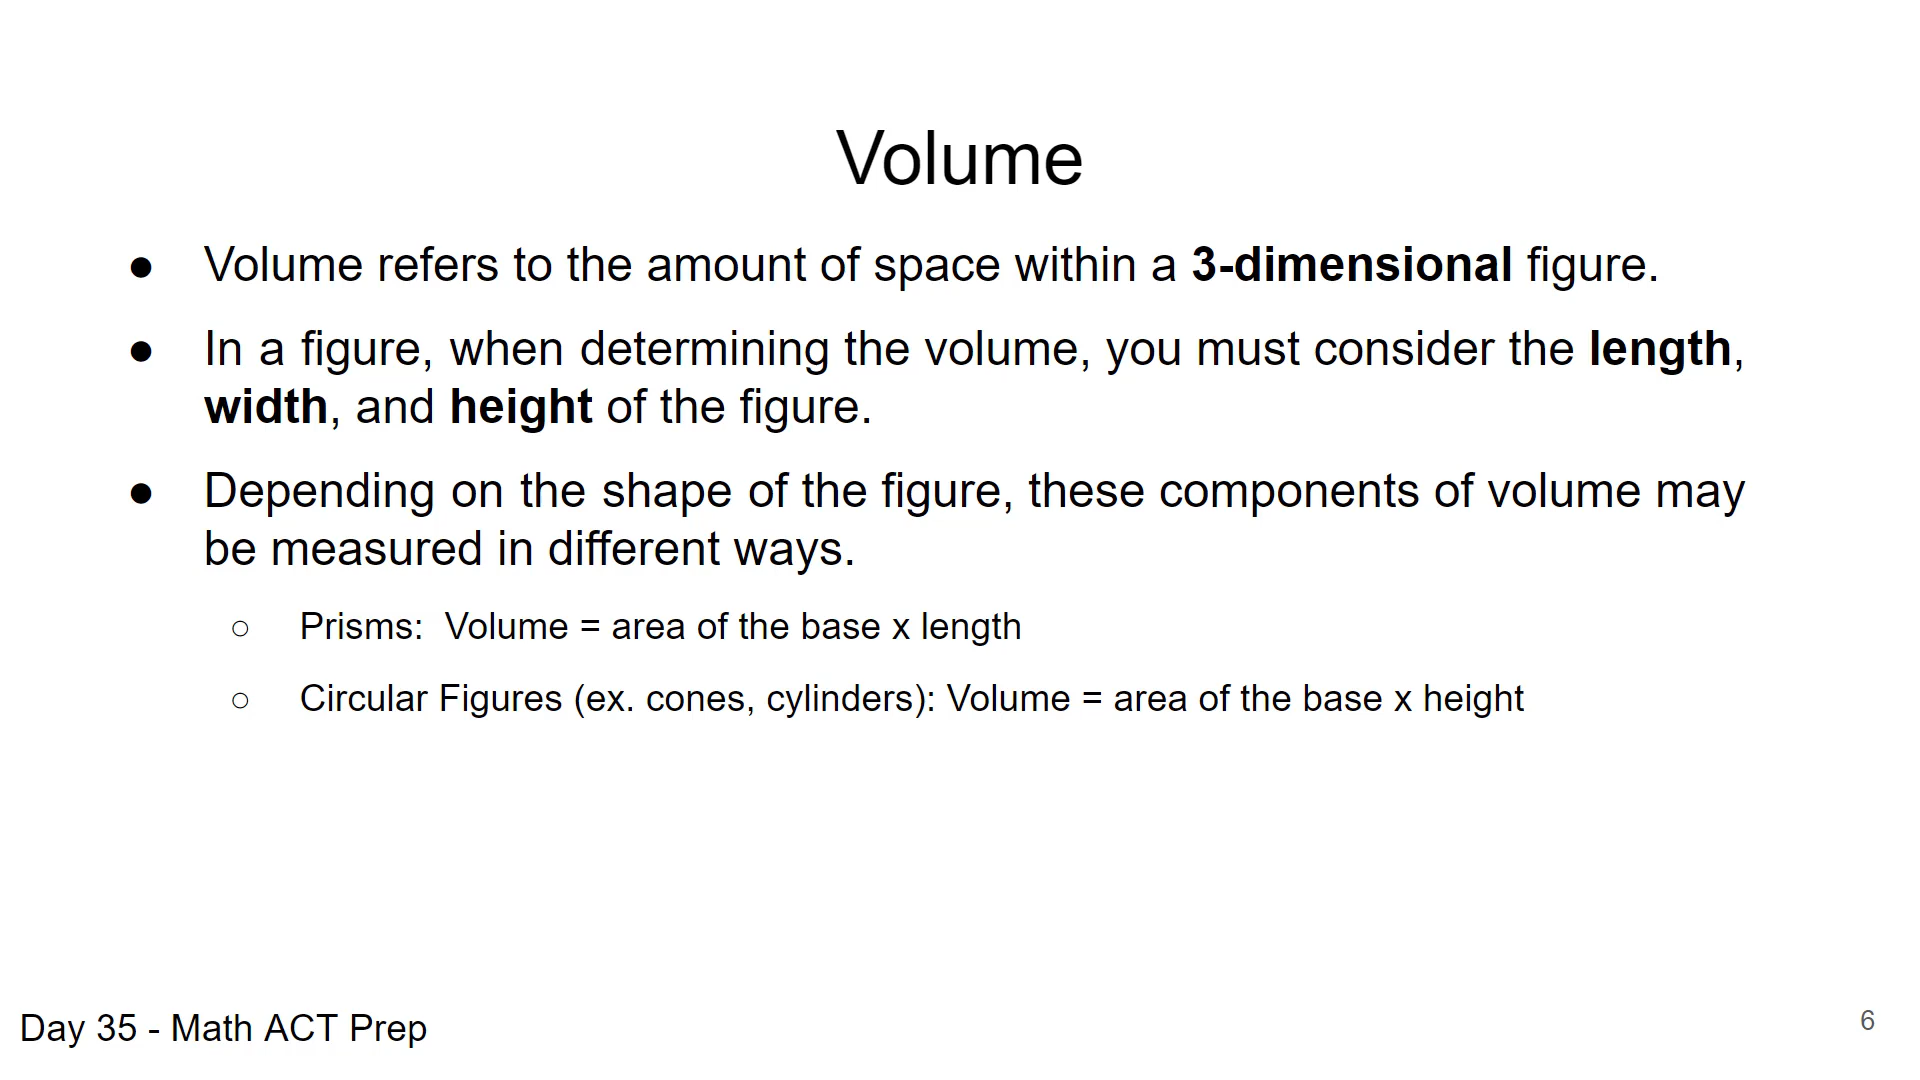 Volume
● Volume refers to the amount of space within a 3-dimensional figure.
● In a figure, when determining the volume, you must consider the length,
width, and height of the figure.
● Depending on the shape of the figure, these components of volume may
be measured in different ways.
○ Prisms:  Volume = area of the base x length
○ Circular Figures (ex. cones, cylinders): Volume = area of the base x height
Day 35 - Math ACT Prep
6